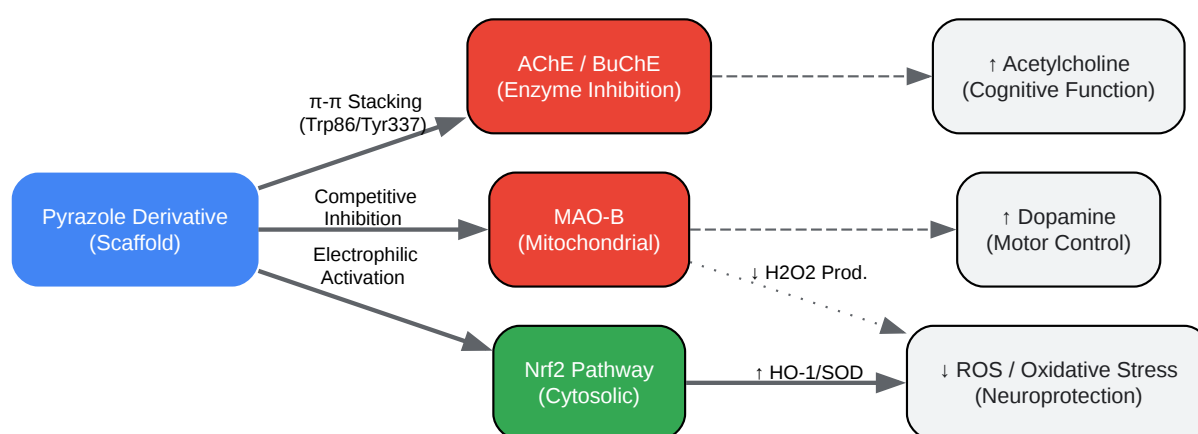 AChE / BuChE
(Enzyme Inhibition)
↑ Acetylcholine
(Cognitive Function)
π-π Stacking
(Trp86/Tyr337)
Pyrazole Derivative
(Scaffold)
Competitive
Inhibition
MAO-B
(Mitochondrial)
↑ Dopamine
(Motor Control)
Electrophilic
Activation
↓ H2O2 Prod.
Nrf2 Pathway
(Cytosolic)
↑ HO-1/SOD
↓ ROS / Oxidative Stress
(Neuroprotection)